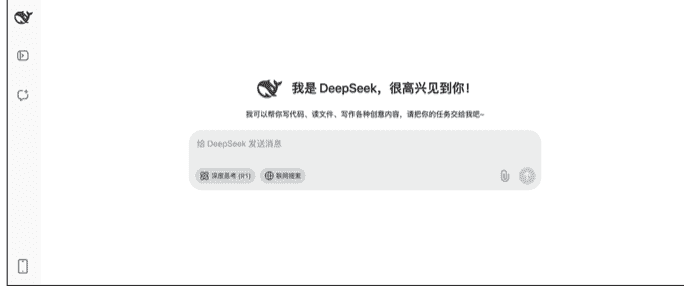 我是 DeepSeek，很高兴见到你！
我可以帮你写代码、读文件、写作各种创意内容，请把你的任务交给我吧~
给 DeepSeek 发送消息
深度思考 (R1) 联网搜索